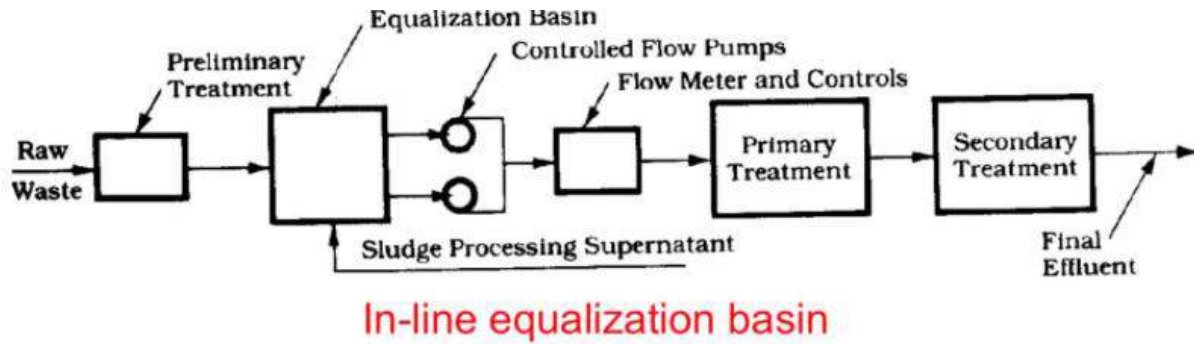 Equalization Basin
Controlled Flow Pumps
Preliminary
Treatment
Flow Meter and Controls
Raw
Waste
Primary
Treatment
Secondary
Treatment
Sludge Processing Supernatant
Final
Effluent
In-line equalization basin